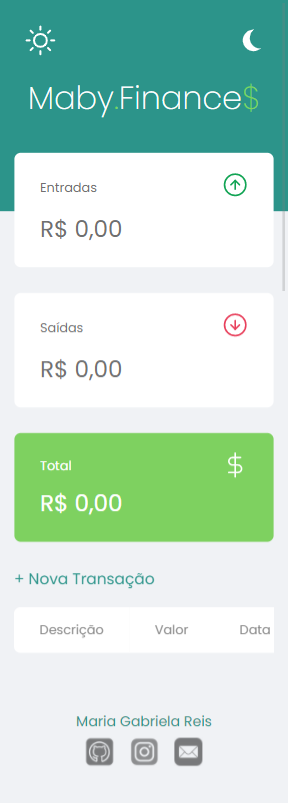 Maby.Finance$
Entradas
R$ 0,00
Saídas
R$ 0,00
Total
$
R$ 0,00
+ Nova Transação
Descrição Valor Data
Maria Gabriela Reis